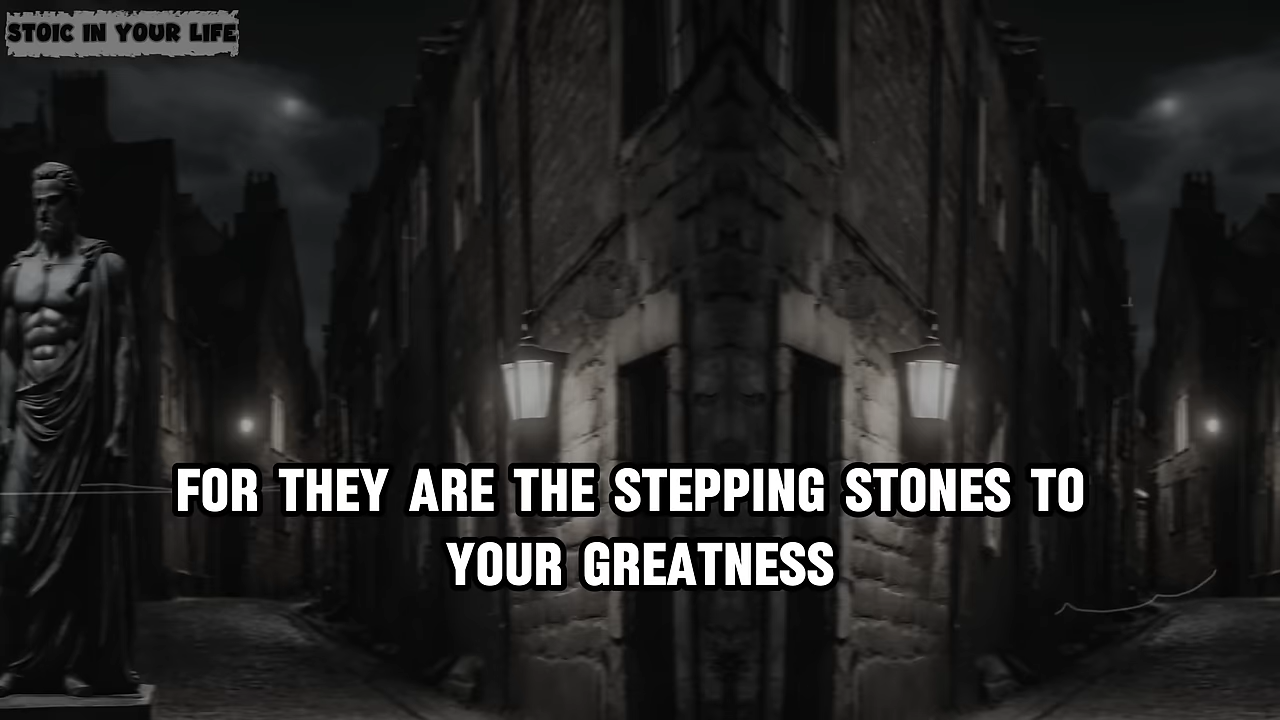 STOIC IN YOUR LIFE
FOR THEY ARE THE STEPPING STONES TO
YOUR GREATNESS